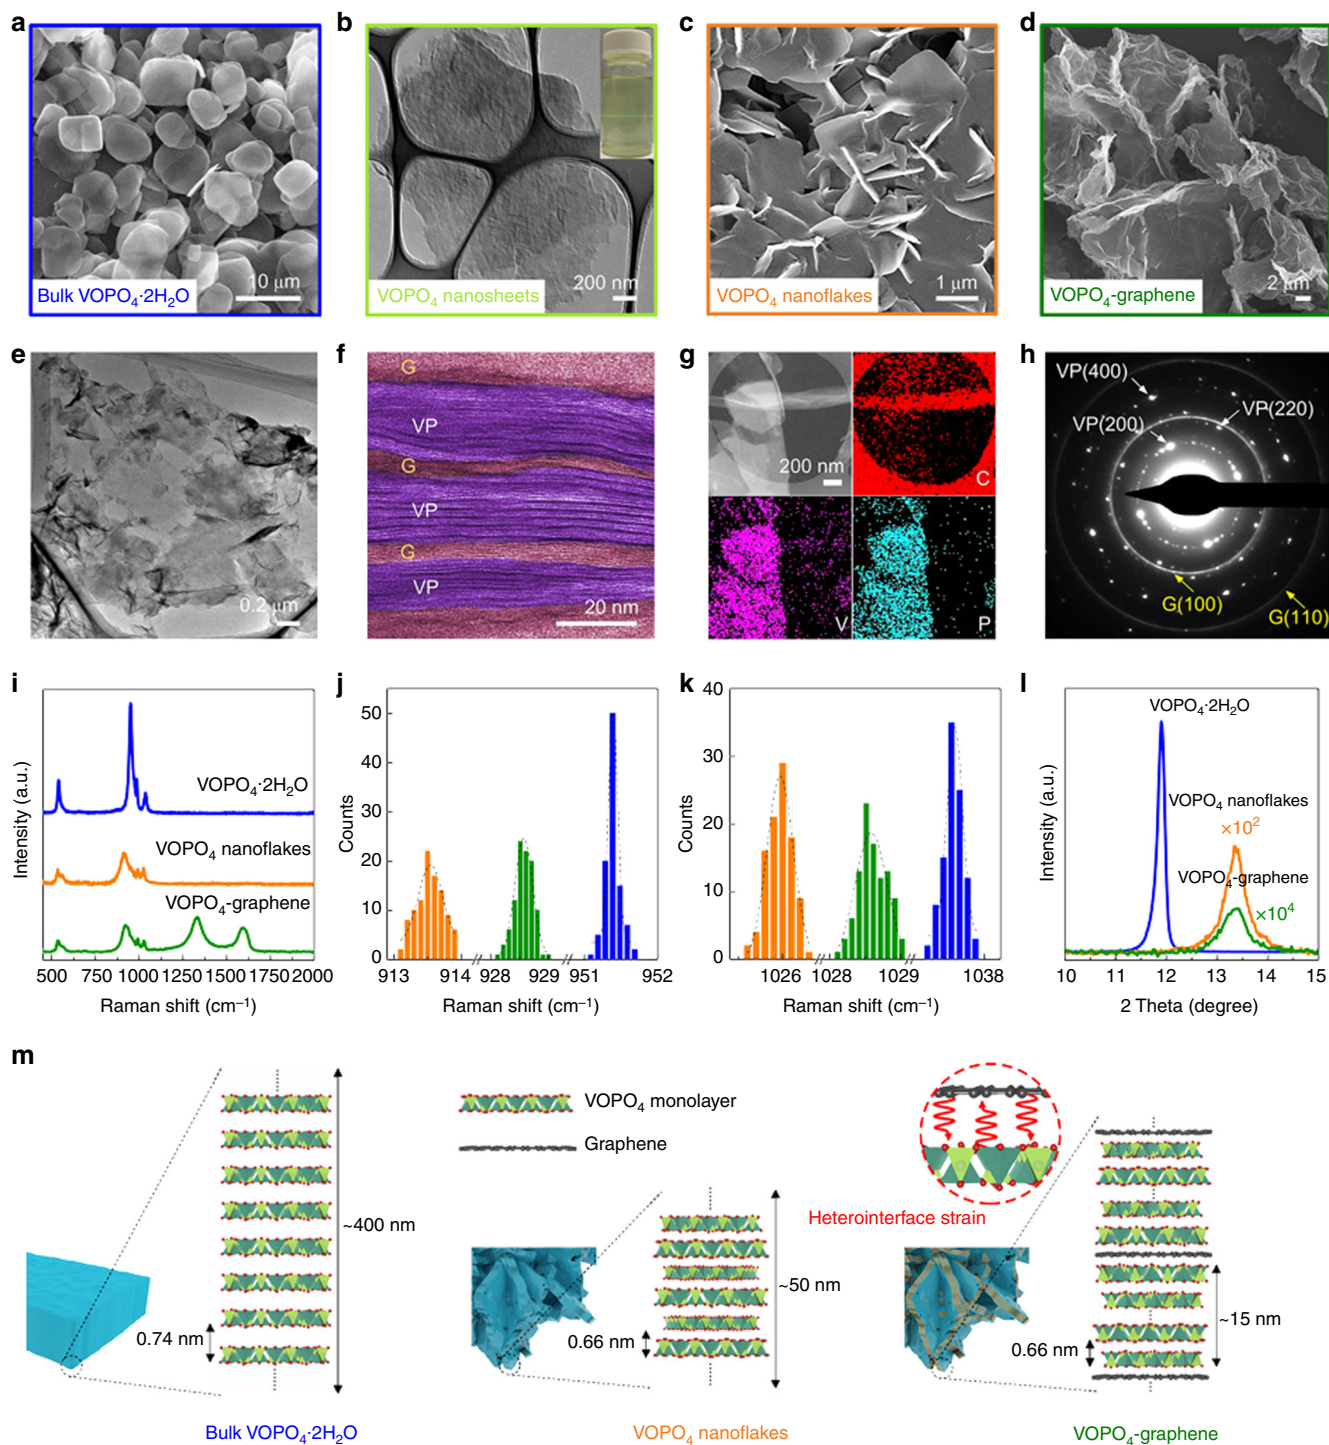 a
b
c
d
10 μm
Bulk VOPO₄·2H₂O
200 nm
VOPO₄ nanosheets
1 μm
VOPO₄ nanoflakes
2 μm
VOPO₄-graphene
e
f
g
h
0.2 μm
G
VP
G
VP
G
VP
20 nm
200 nm
C
V
P
VP(400)
VP(220)
VP(200)
G(100)
G(110)
i
j
k
l
Intensity (a.u.)
VOPO₄·2H₂O
VOPO₄ nanoflakes
VOPO₄-graphene
500 750 1000 1250 1500 1750 2000
Raman shift (cm⁻¹)
Counts
50
40
30
20
10
0
913 914 928 929 951 952
Raman shift (cm⁻¹)
Counts
40
30
20
10
0
1026 1028 1029 1038
Raman shift (cm⁻¹)
Intensity (a.u.)
VOPO₄·2H₂O
VOPO₄ nanoflakes
×10²
VOPO₄-graphene
×10⁴
10 11 12 13 14 15
2 Theta (degree)
m
VOPO₄ monolayer
Graphene
~400 nm
0.74 nm
Bulk VOPO₄·2H₂O
~50 nm
0.66 nm
VOPO₄ nanoflakes
Heterointerface strain
~15 nm
0.66 nm
VOPO₄-graphene